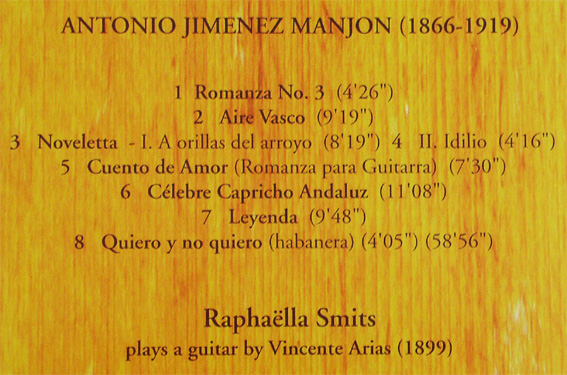 ANTONIO JIMENEZ MANJON (1866-1919)
1 Romanza No. 3 (4'26")
2 Aire Vasco (9'19")
3 Noveletta - I. A orillas del arroyo (8'19") 4 II. Idilio (4'16")
5 Cuento de Amor (Romanza para Guitarra) (7'30")
6 Célebre Capricho Andaluz (11'08")
7 Leyenda (9'48")
8 Quiero y no quiero (habanera) (4'05") (58'56")
Raphaëlla Smits
plays a guitar by Vincente Arias (1899)